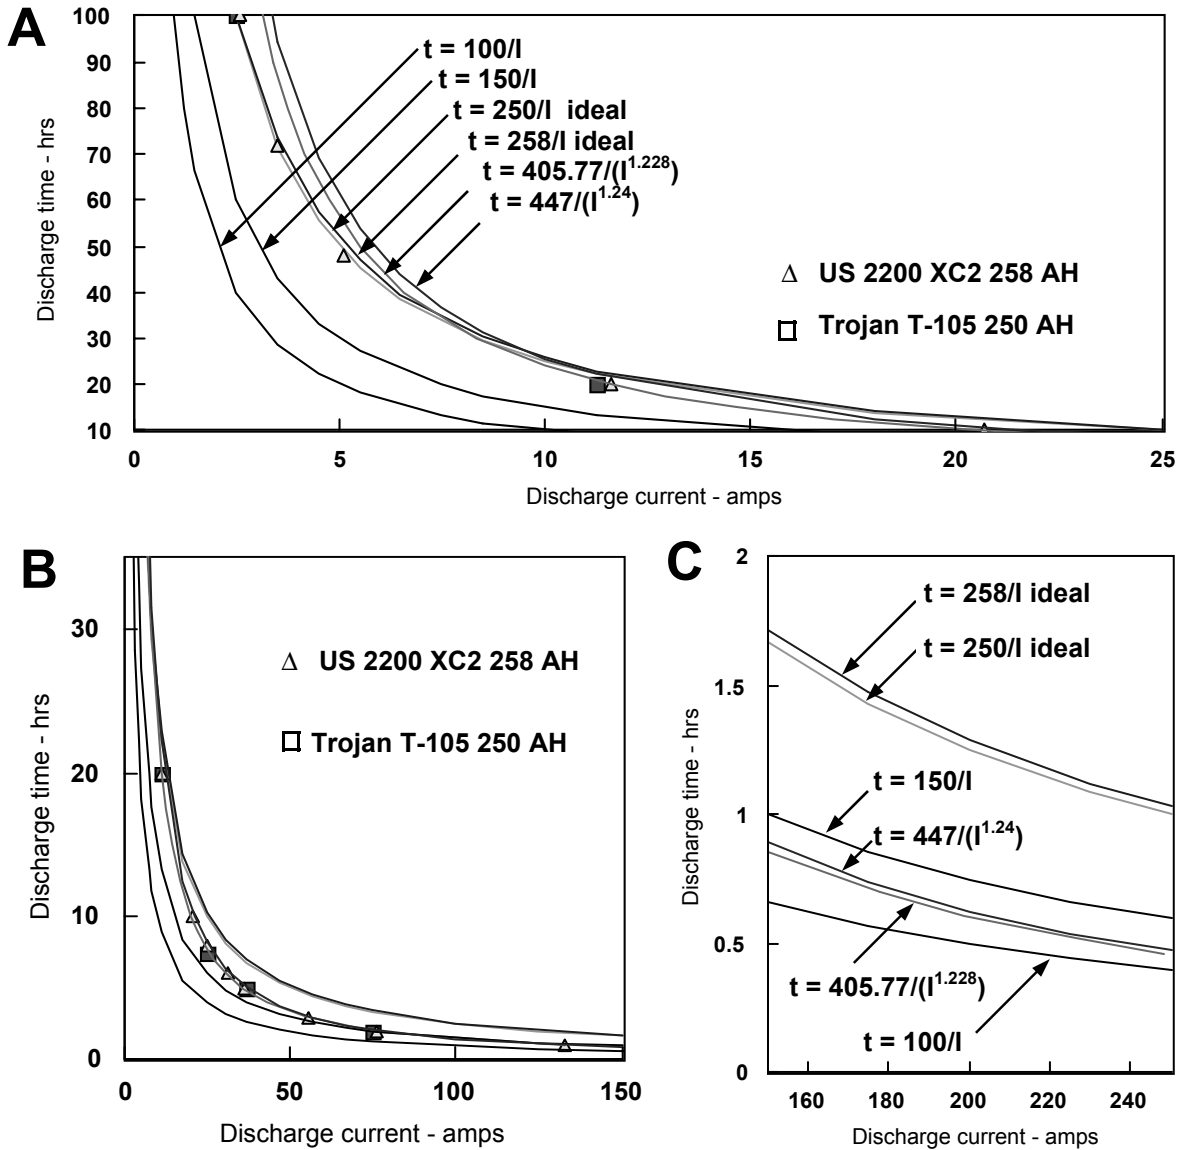 A
100
90
80
70
60
50
40
30
20
10
Discharge time - hrs
t = 100/I
t = 150/I
t = 250/I ideal
t = 258/I ideal
t = 405.77/(I^1.228)
t = 447/(I^1.24)
US 2200 XC2 258 AH
Trojan T-105 250 AH
0 5 10 15 20 25
Discharge current - amps
B
30
20
10
0
Discharge time - hrs
US 2200 XC2 258 AH
Trojan T-105 250 AH
0 50 100 150
Discharge current - amps
C
2
1.5
1
0.5
0
Discharge time - hrs
t = 258/I ideal
t = 250/I ideal
t = 150/I
t = 447/(I^1.24)
t = 405.77/(I^1.228)
t = 100/I
160 180 200 220 240
Discharge current - amps